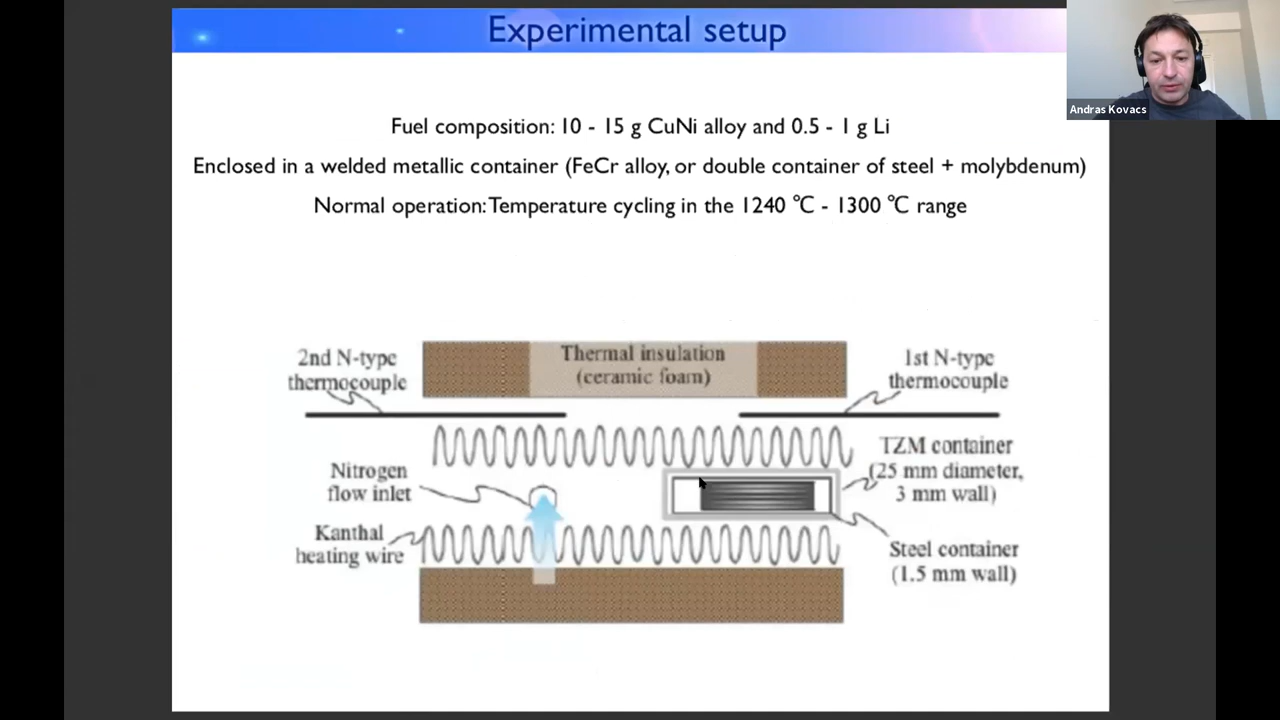 Experimental setup
Andras Kovacs
Fuel composition: 10 - 15 g CuNi alloy and 0.5 - 1 g Li
Enclosed in a welded metallic container (FeCr alloy, or double container of steel + molybdenum)
Normal operation: Temperature cycling in the 1240 ℃ - 1300 ℃ range
2nd N-type
thermocouple
Thermal insulation
(ceramic foam)
1st N-type
thermocouple
Nitrogen
flow inlet
TZM container
(25 mm diameter,
3 mm wall)
Kanthal
heating wire
Steel container
(1.5 mm wall)